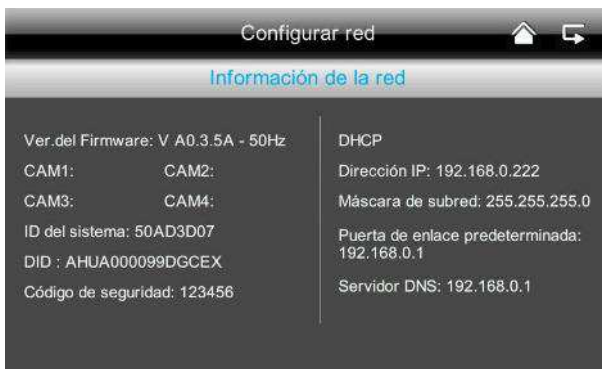 Configurar red
Información de la red
Ver.del Firmware: V A0.3.5A - 50Hz
CAM1: CAM2:
CAM3: CAM4:
ID del sistema: 50AD3D07
DID : AHUA000099DGCEX
Código de seguridad: 123456
DHCP
Dirección IP: 192.168.0.222
Máscara de subred: 255.255.255.0
Puerta de enlace predeterminada:
192.168.0.1
Servidor DNS: 192.168.0.1